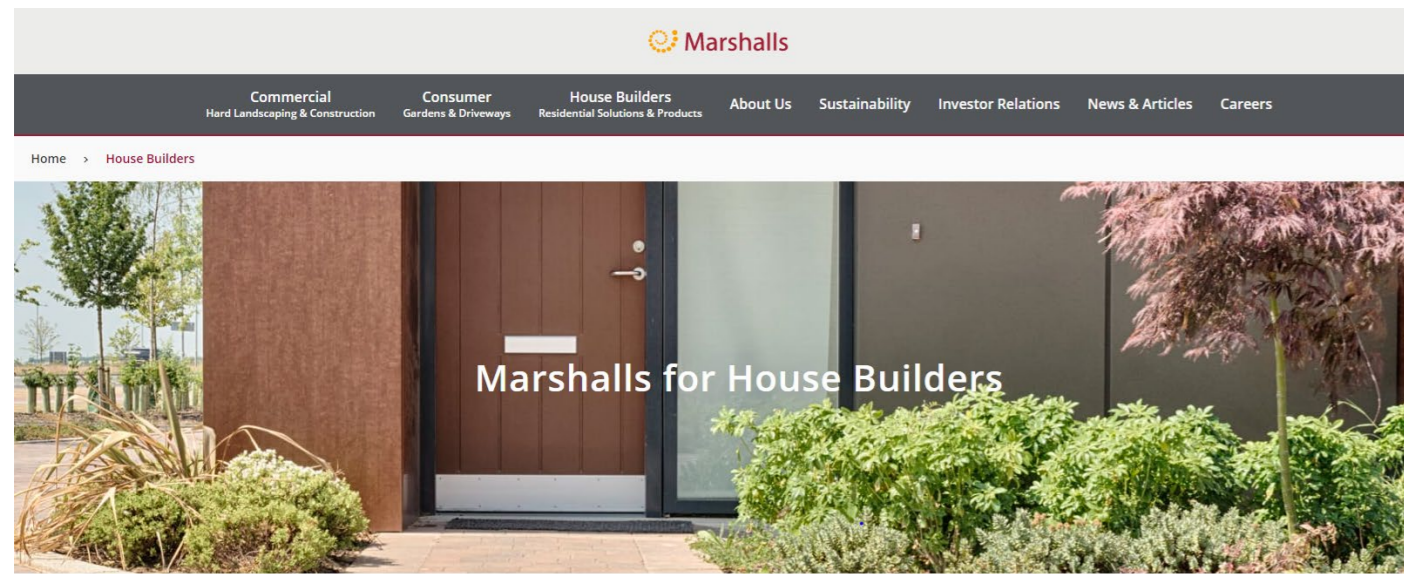 Marshalls
Commercial
Hard Landscaping & Construction
Consumer
Gardens & Driveways
House Builders
Residential Solutions & Products
About Us
Sustainability
Investor Relations
News & Articles
Careers
Home > House Builders
Marshalls for House Builders